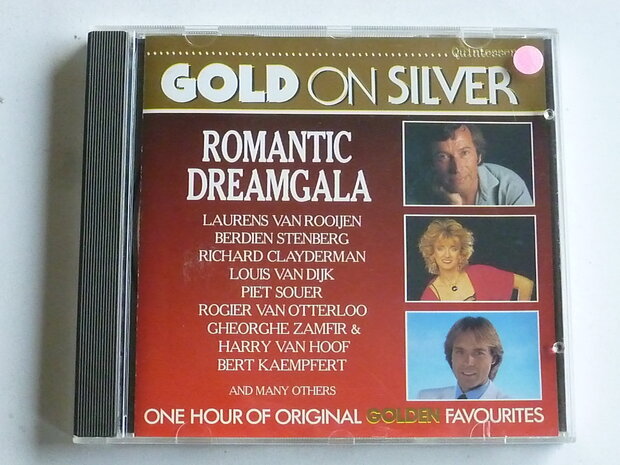 GOLD ON SILVER
ROMANTIC
DREAMGALA
LAURENS VAN ROOIJEN
BERDIEN STENBERG
RICHARD CLAYDERMAN
LOUIS VAN DIJK
PIET SOUER
ROGIER VAN OTTERLOO
GHEORGHE ZAMFIR &
HARRY VAN HOOF
BERT KAEMPFERT
AND MANY OTHERS
ONE HOUR OF ORIGINAL GOLDEN FAVOURITES